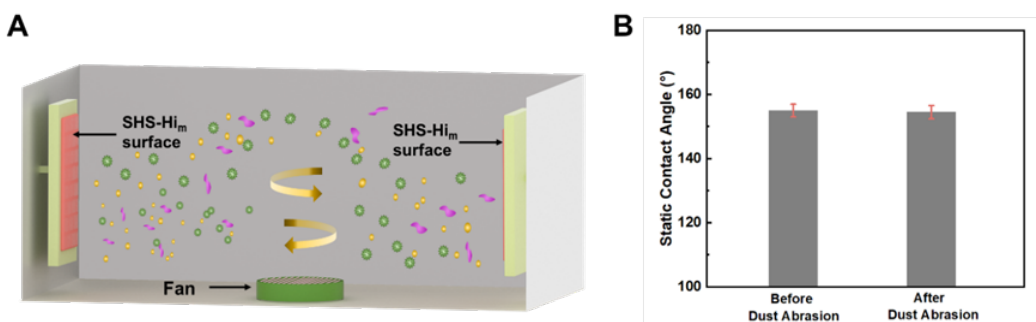 A
SHS-Hiₘ
surface
SHS-Hiₘ
surface
Fan
B
Static Contact Angle (°)
180
160
140
120
100
Before
Dust Abrasion
After
Dust Abrasion